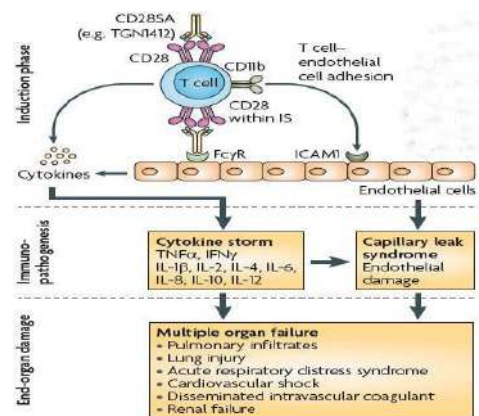 CD28SA
(e.g. TGN1412)
CD28
CD11b
T cell–
endothelial
cell adhesion
T cell
CD28
within IS
Induction phase
FcγR
ICAM1
Cytokines
Endothelial cells
Immuno-
pathogenesis
Cytokine storm
TNFα, IFNγ
IL-1β, IL-2, IL-4, IL-6,
IL-8, IL-10, IL-12
Capillary leak
syndrome
Endothelial
damage
End-organ damage
Multiple organ failure
• Pulmonary infiltrates
• Lung injury
• Acute respiratory distress syndrome
• Cardiovascular shock
• Disseminated intravascular coagulant
• Renal failure